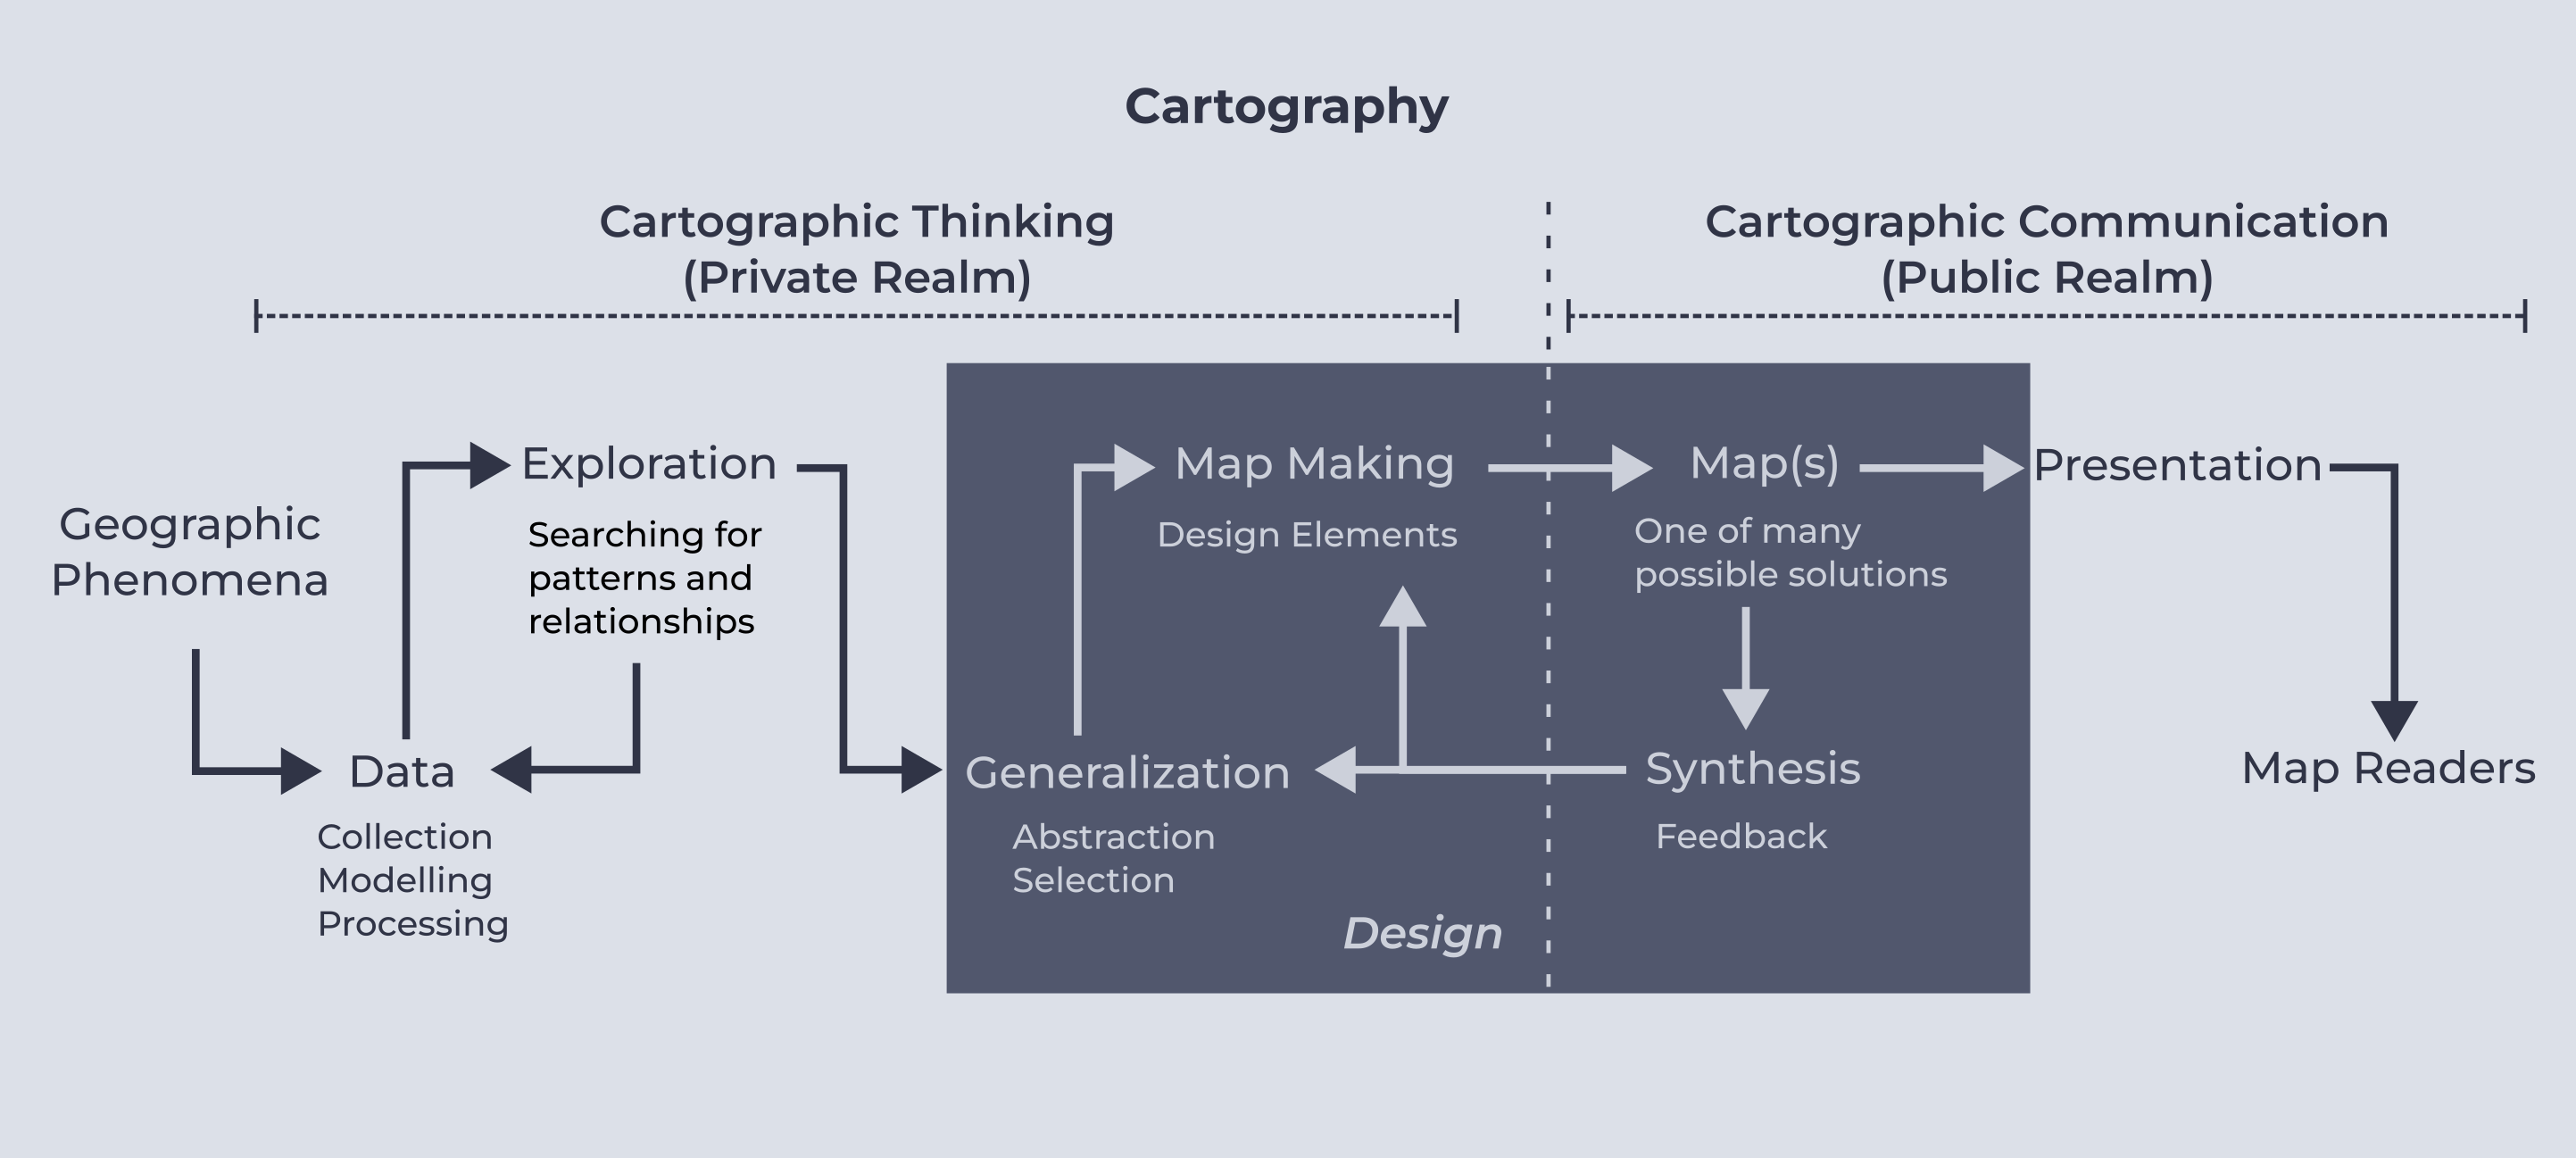 Cartography
Cartographic Thinking
(Private Realm)
Cartographic Communication
(Public Realm)
Geographic
Phenomena
Data
Collection
Modelling
Processing
Exploration
Searching for
patterns and
relationships
Generalization
Abstraction
Selection
Map Making
Design Elements
Map(s)
One of many
possible solutions
Synthesis
Feedback
Design
Presentation
Map Readers